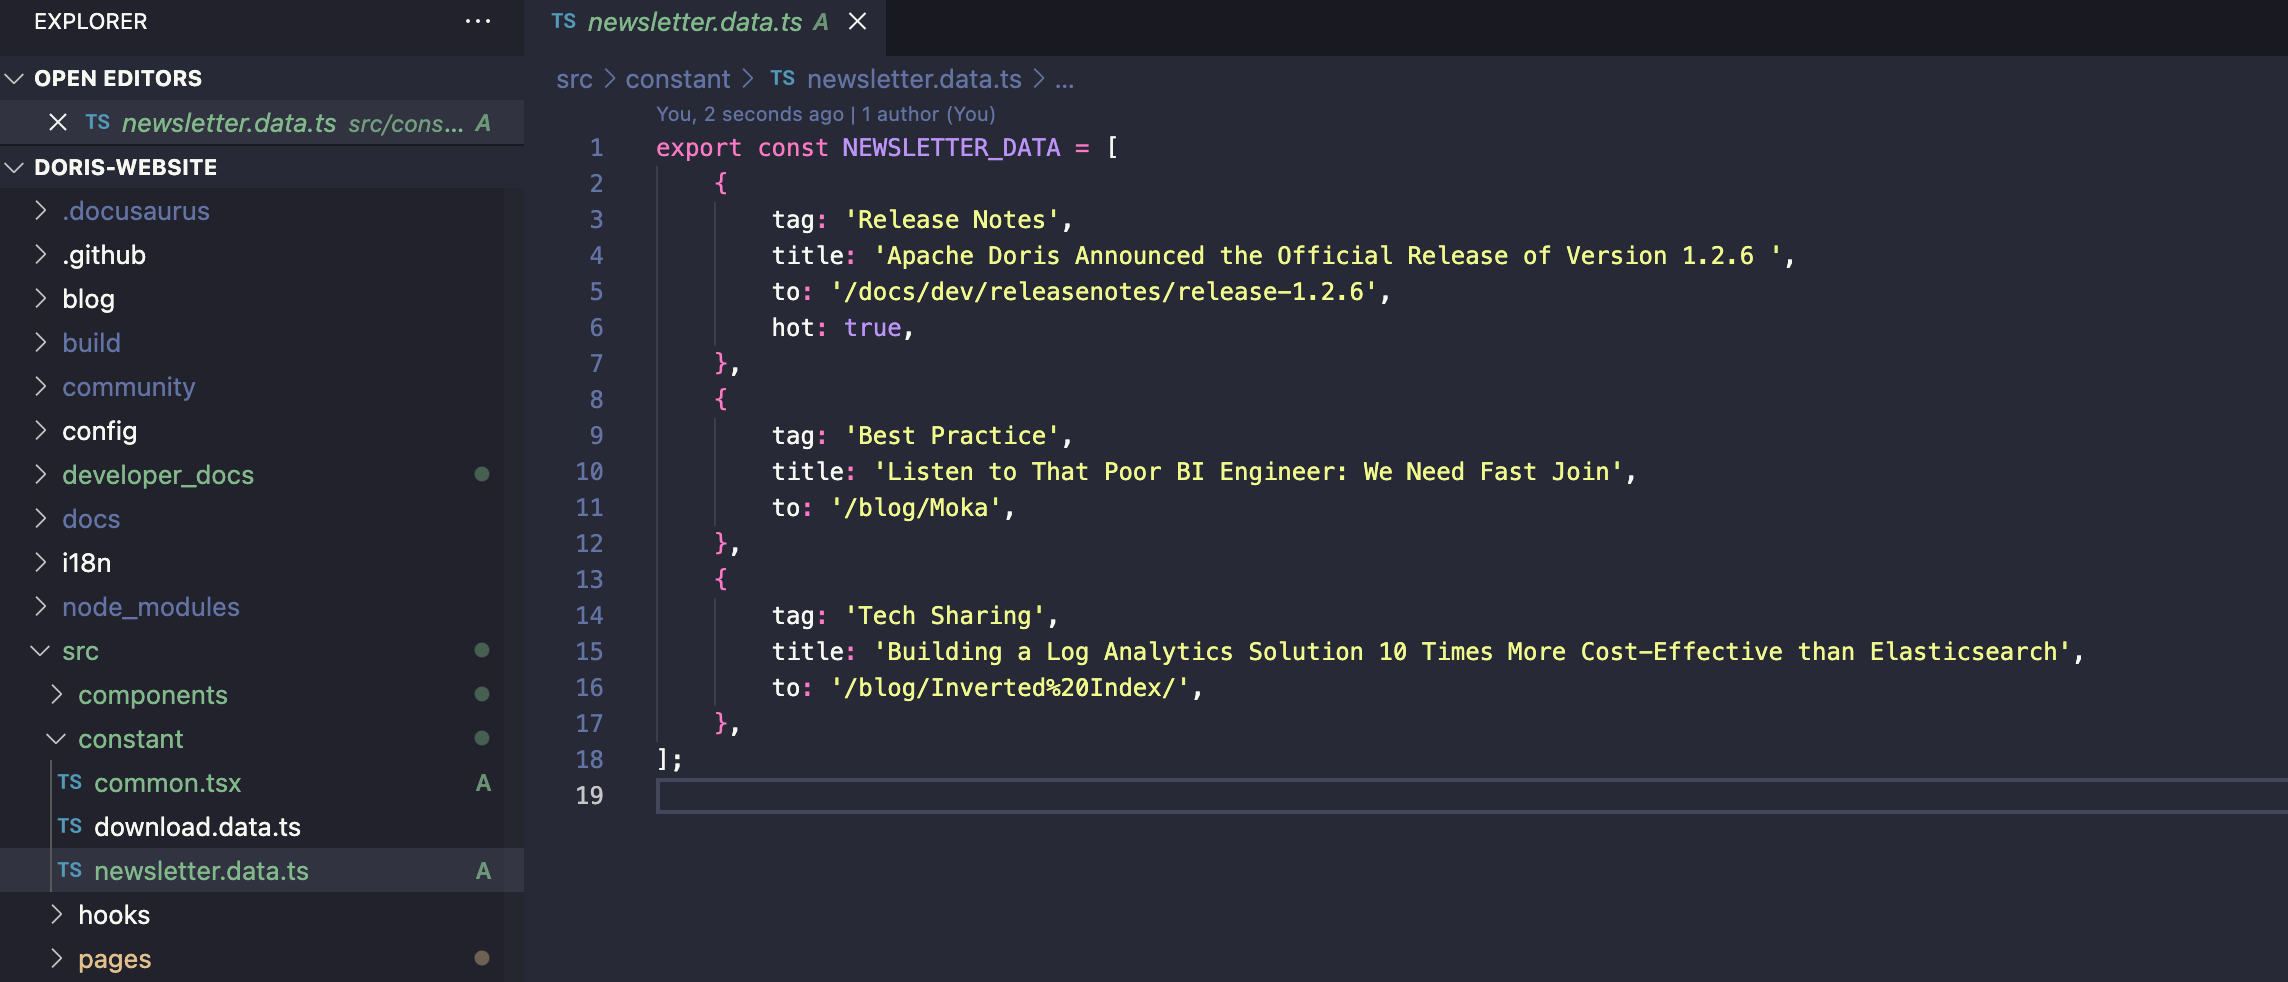 EXPLORER ...
OPEN EDITORS
TS newsletter.data.ts src/cons... A
DORIS-WEBSITE
.docusaurus
.github
blog
build
community
config
developer_docs
docs
i18n
node_modules
src
components
constant
TS common.tsx A
TS download.data.ts
TS newsletter.data.ts A
hooks
pages
TS newsletter.data.ts A
src > constant > TS newsletter.data.ts > ...
You, 2 seconds ago | 1 author (You)
1 export const NEWSLETTER_DATA = [
2     {
3         tag: 'Release Notes',
4         title: 'Apache Doris Announced the Official Release of Version 1.2.6 ',
5         to: '/docs/dev/releasenotes/release-1.2.6',
6         hot: true,
7     },
8     {
9         tag: 'Best Practice',
10         title: 'Listen to That Poor BI Engineer: We Need Fast Join',
11         to: '/blog/Moka',
12     },
13     {
14         tag: 'Tech Sharing',
15         title: 'Building a Log Analytics Solution 10 Times More Cost-Effective than Elasticsearch',
16         to: '/blog/Inverted%20Index/',
17     },
18 ];
19